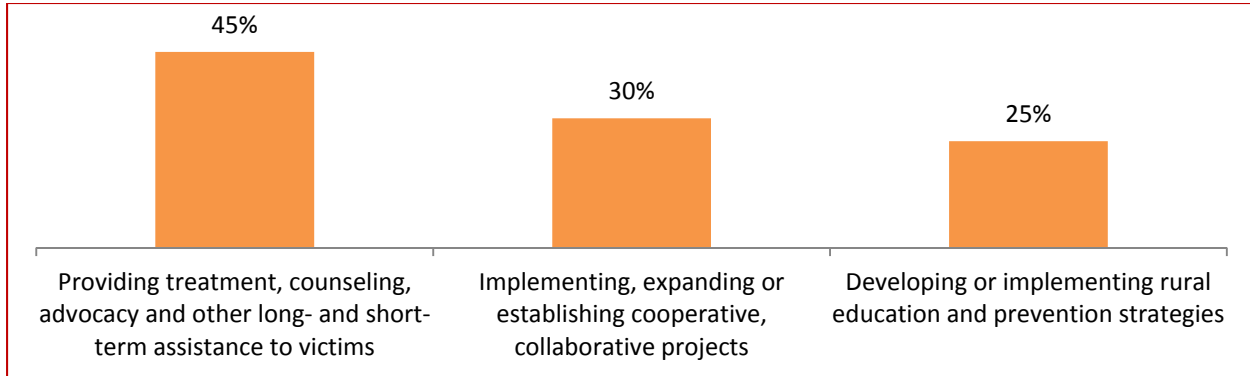 45%
30%
25%
Providing treatment, counseling,
advocacy and other long- and short-
term assistance to victims
Implementing, expanding or
establishing cooperative,
collaborative projects
Developing or implementing rural
education and prevention strategies